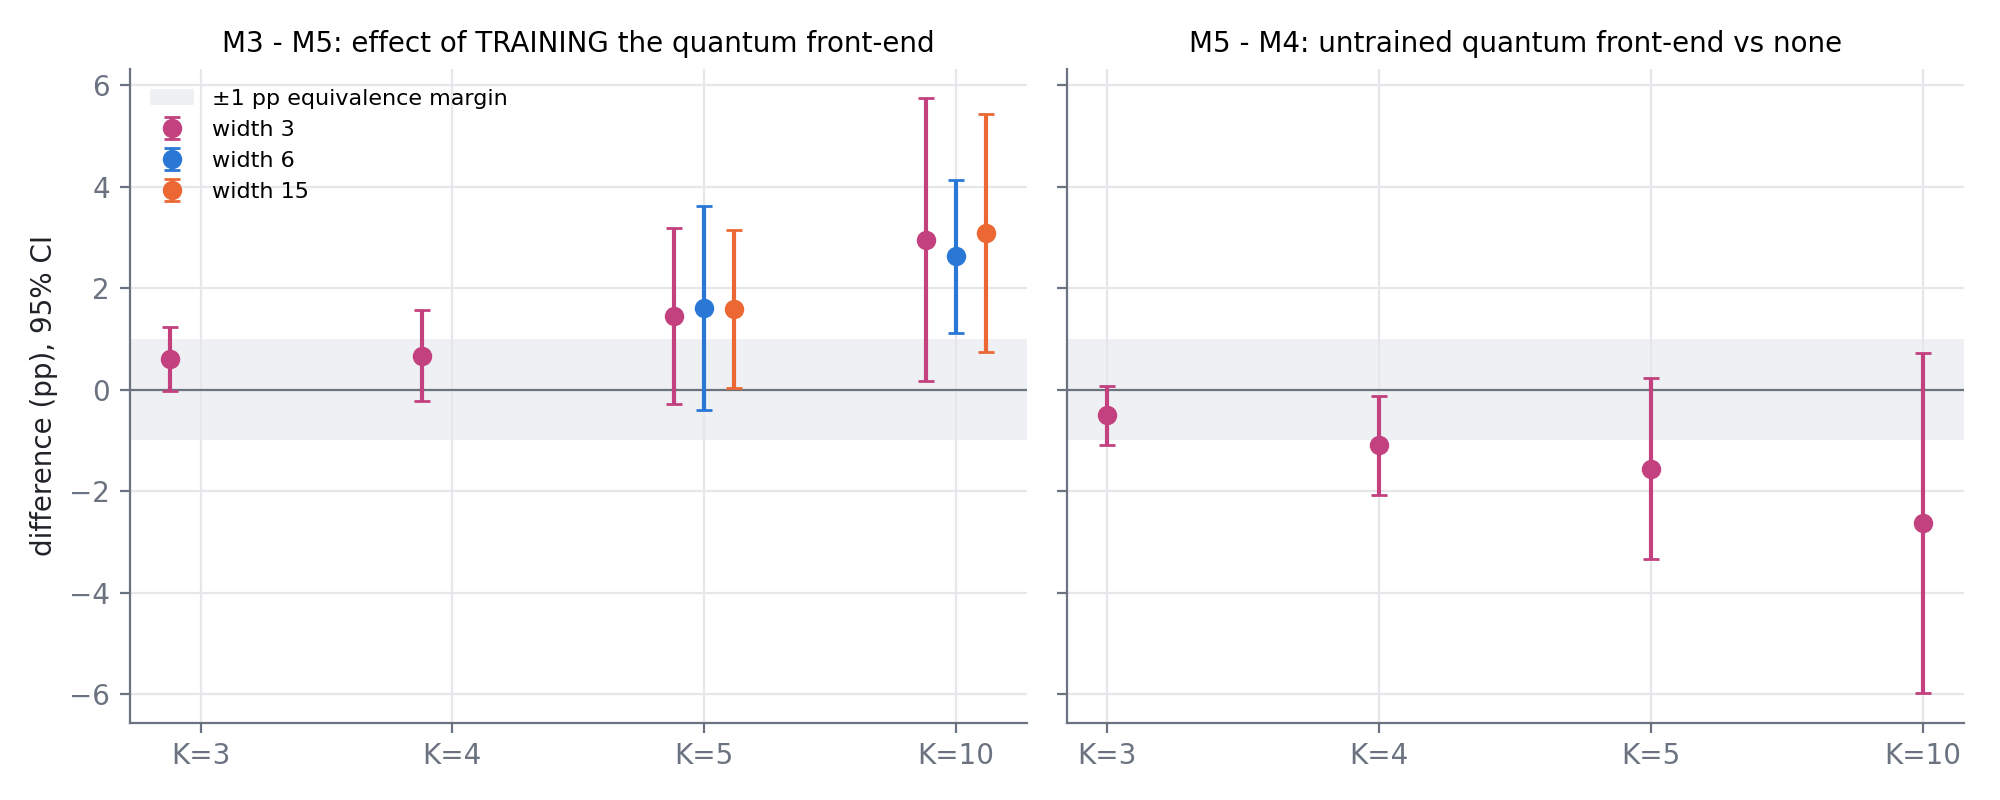 M3 - M5: effect of TRAINING the quantum front-end
M5 - M4: untrained quantum front-end vs none
±1 pp equivalence margin
width 3
width 6
width 15
difference (pp), 95% CI
6
4
2
0
−2
−4
−6
K=3
K=4
K=5
K=10
K=3
K=4
K=5
K=10